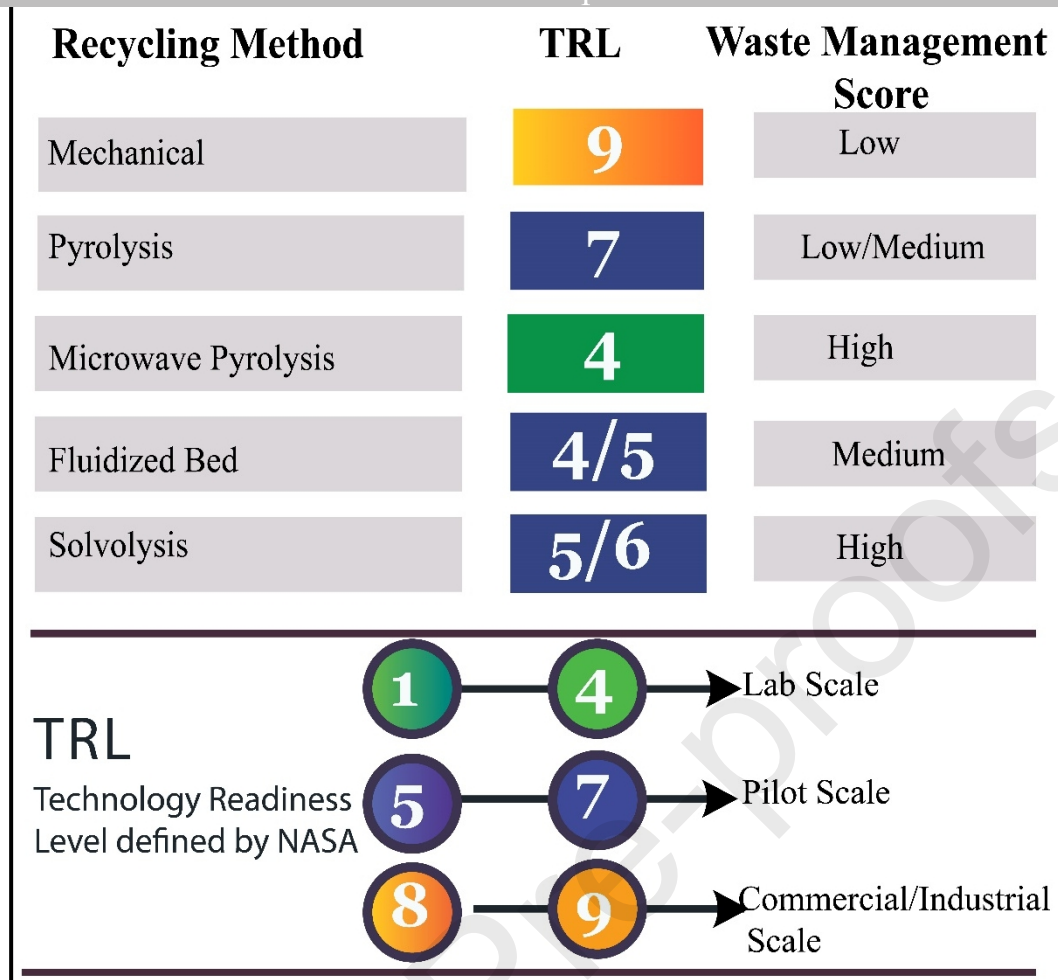 Recycling Method TRL Waste Management
Score
Mechanical 9 Low
Pyrolysis 7 Low/Medium
Microwave Pyrolysis 4 High
Fluidized Bed 4/5 Medium
Solvolysis 5/6 High
1 4 Lab Scale
TRL
Technology Readiness
Level defined by NASA
5 7 Pilot Scale
8 9 Commercial/Industrial
Scale
Pre-proofs